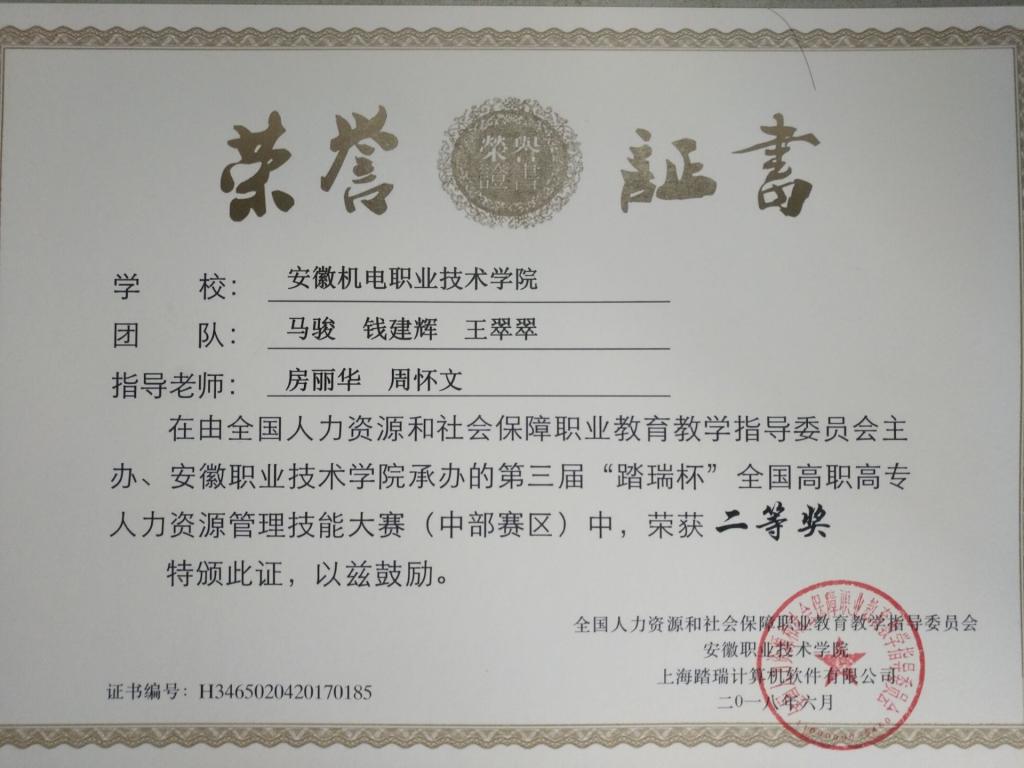 荣誉证书
榮譽
證書
学 校： 安徽机电职业技术学院
团 队： 马骏 钱建辉 王翠翠
指导老师： 房丽华 周怀文
在由全国人力资源和社会保障职业教育教学指导委员会主
办、安徽职业技术学院承办的第三届“踏瑞杯”全国高职高专
人力资源管理技能大赛（中部赛区）中，荣获 二等奖
特颁此证，以兹鼓励。
全国人力资源和社会保障职业教育教学指导委员会
安徽职业技术学院
上海踏瑞计算机软件有限公司
二0一八年六月
证书编号：H3465020420170185